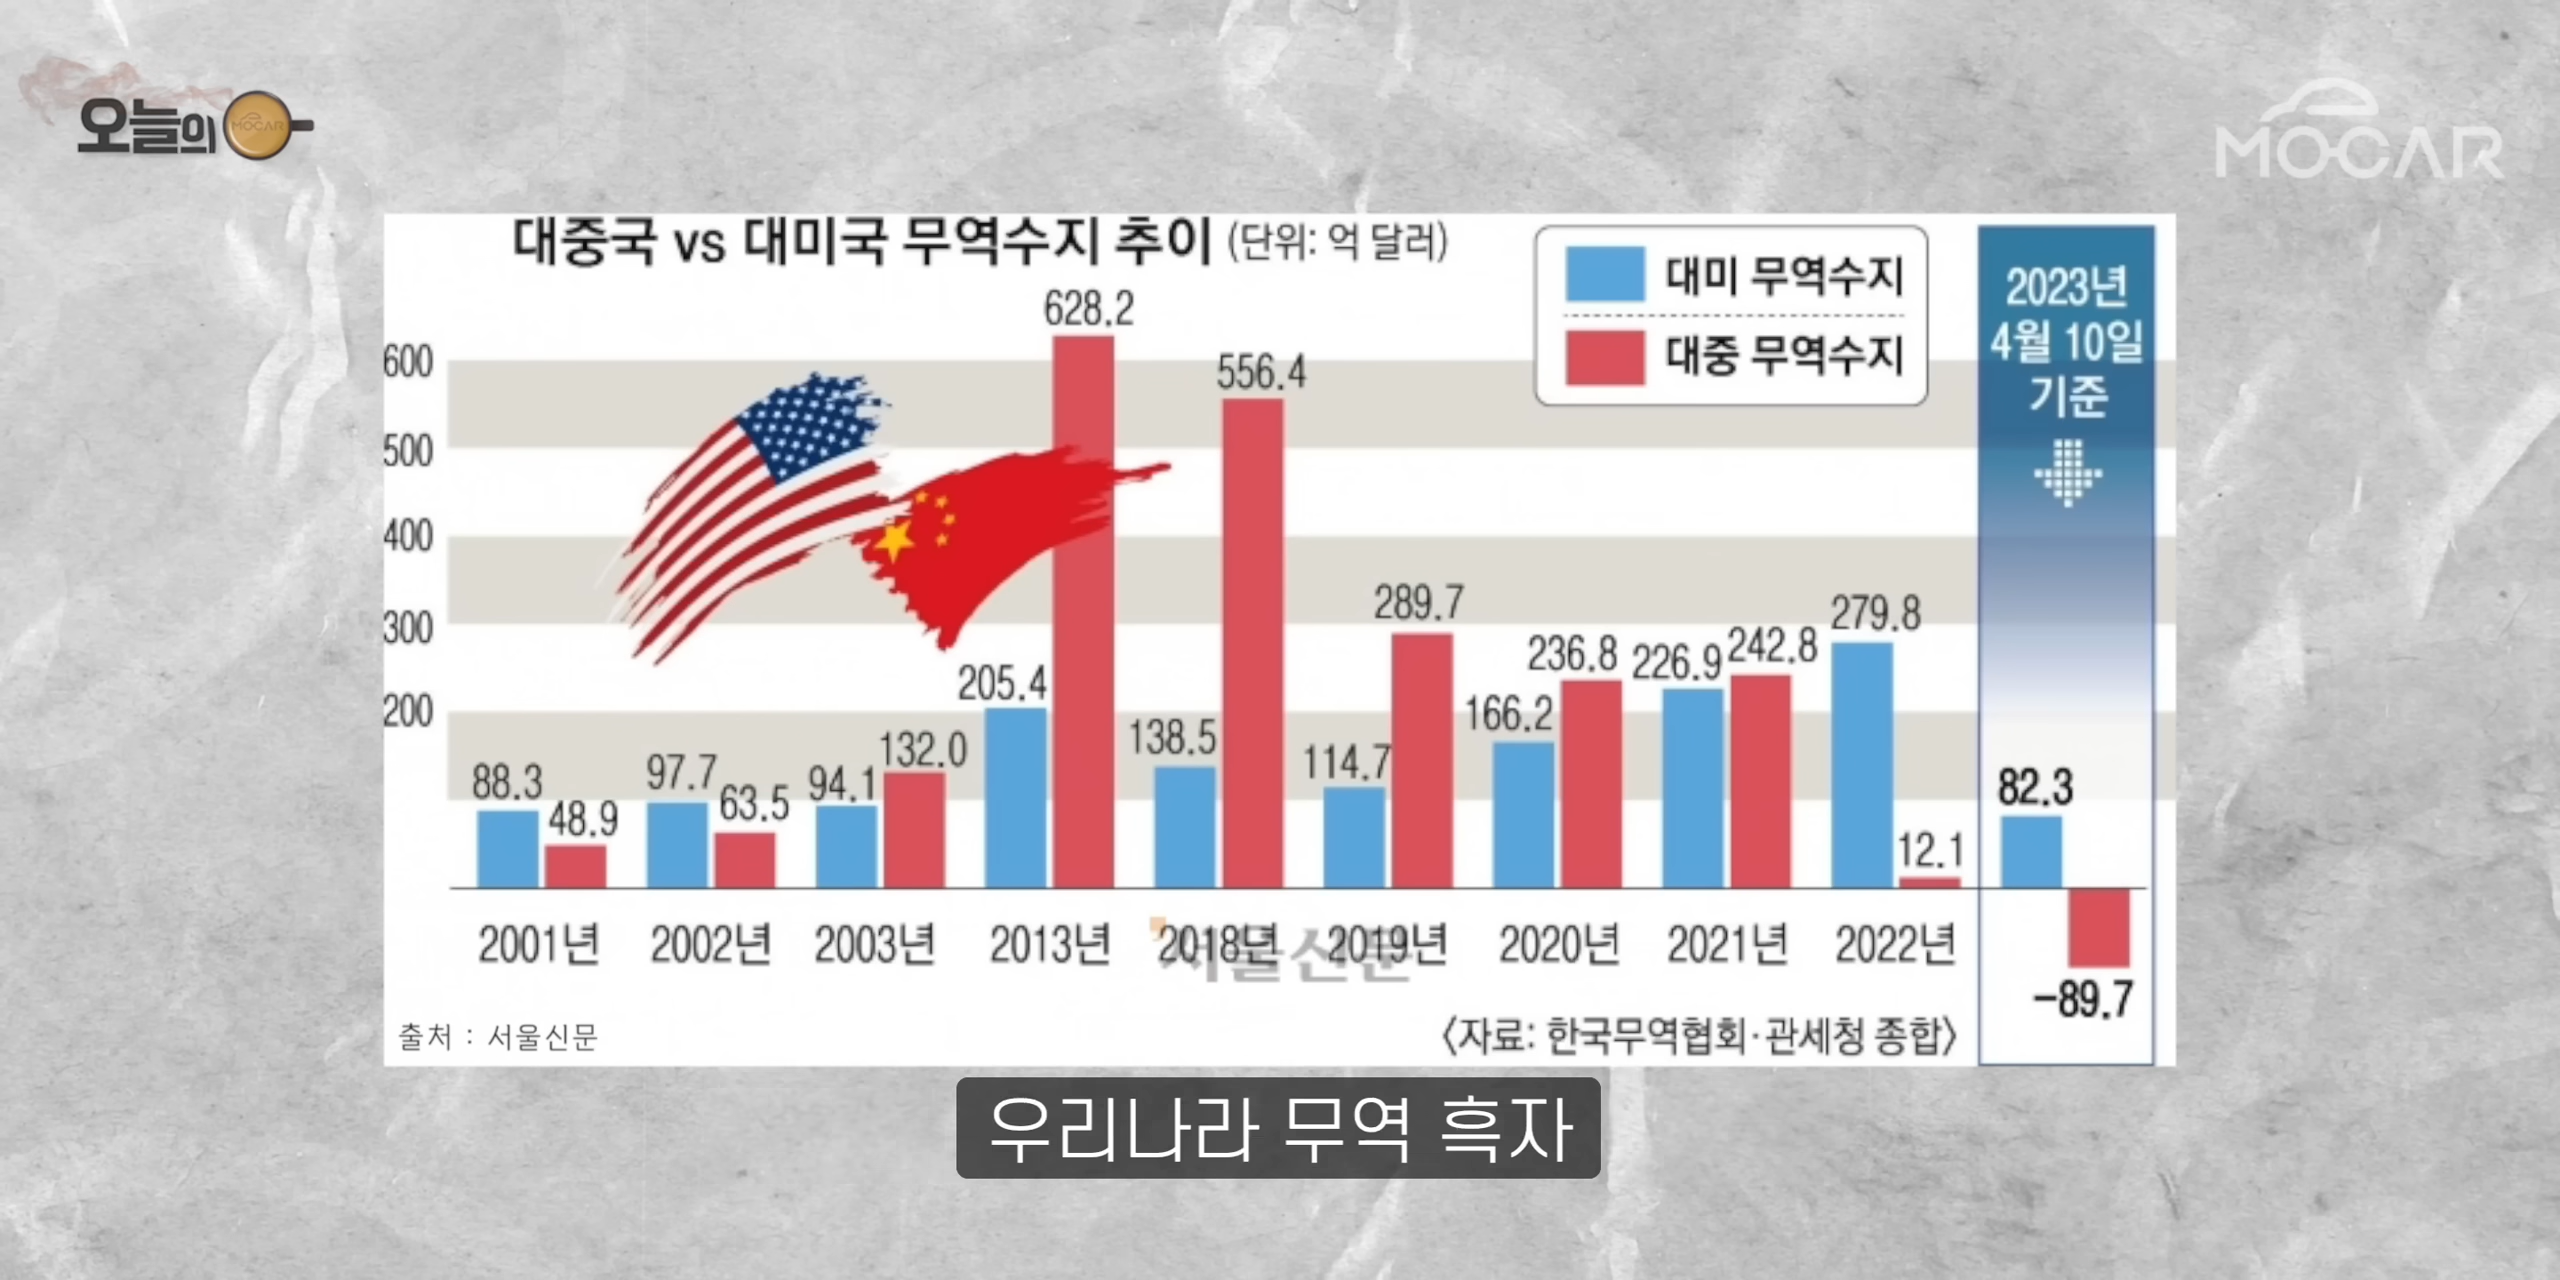 오늘의 MOCAR
MOCAR
대중국 vs 대미국 무역수지 추이 (단위: 억 달러)
대미 무역수지
대중 무역수지
2023년
4월 10일
기준
600
500
400
300
200
88.3
48.9
97.7
63.5
94.1
132.0
205.4
628.2
138.5
556.4
114.7
289.7
166.2
236.8
226.9
242.8
279.8
12.1
82.3
-89.7
2001년 2002년 2003년 2013년 2018년 2019년 2020년 2021년 2022년
서울신문
출처 : 서울신문
〈자료: 한국무역협회·관세청 종합〉
우리나라 무역 흑자